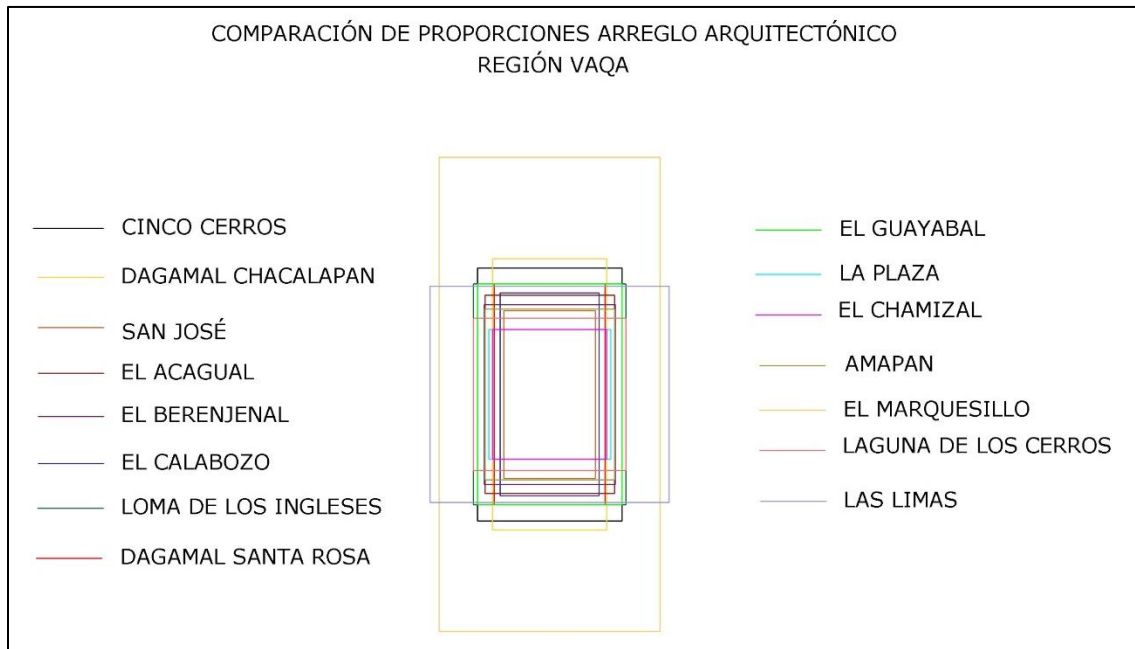 COMPARACIÓN DE PROPORCIONES ARREGLO ARQUITECTÓNICO
REGIÓN VAQA
CINCO CERROS
DAGAMAL CHACALAPAN
SAN JOSÉ
EL ACAGUAL
EL BERENJENAL
EL CALABOZO
LOMA DE LOS INGLESES
DAGAMAL SANTA ROSA
EL GUAYABAL
LA PLAZA
EL CHAMIZAL
AMAPAN
EL MARQUESILLO
LAGUNA DE LOS CERROS
LAS LIMAS